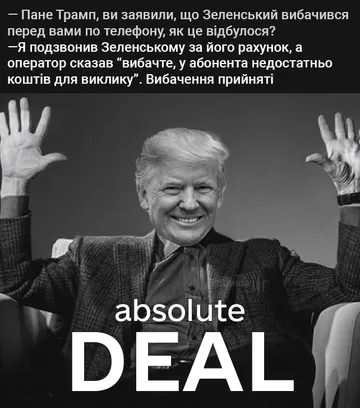 — Пане Трамп, ви заявили, що Зеленський вибачився
перед вами по телефону, як це відбулося?
—Я подзвонив Зеленському за його рахунок, а
оператор сказав “вибачте, у абонента недостатньо
коштів для виклику”. Вибачення прийняті
absolute
DEAL